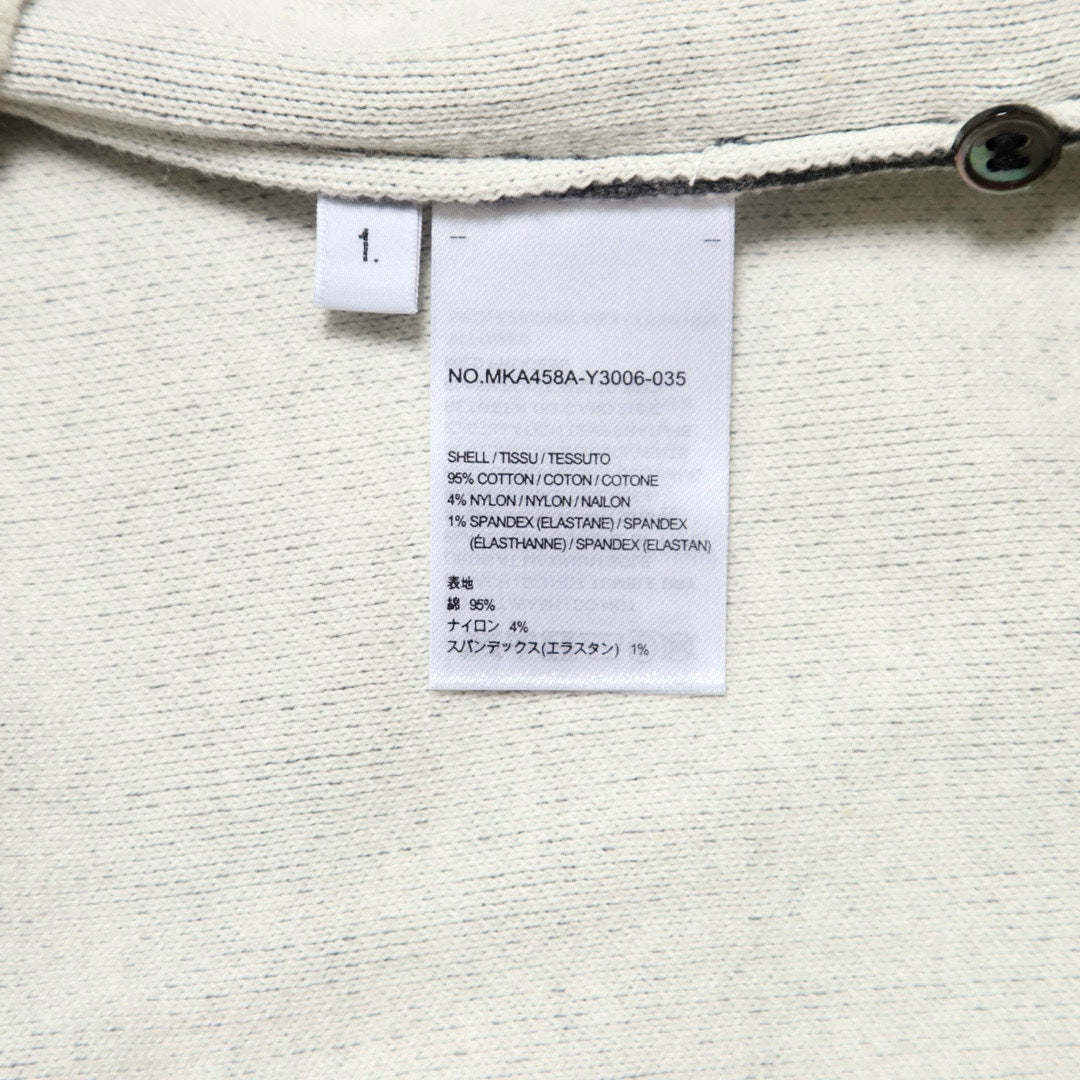 1.
NO.MKA458A-Y3006-035
SHELL / TISSU / TESSUTO
95% COTTON / COTON / COTONE
4% NYLON / NYLON / NAILON
1% SPANDEX (ELASTANE) / SPANDEX
(ÉLASTHANNE) / SPANDEX (ELASTAN)
表地
綿 95%
ナイロン 4%
スパンデックス(エラスタン) 1%